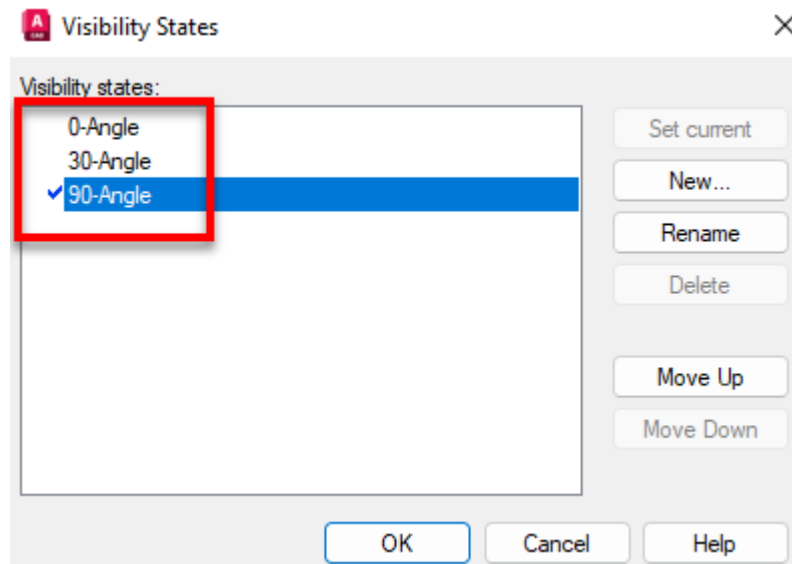 Visibility States
Visibility states:
0-Angle
30-Angle
90-Angle
Set current
New...
Rename
Delete
Move Up
Move Down
OK
Cancel
Help